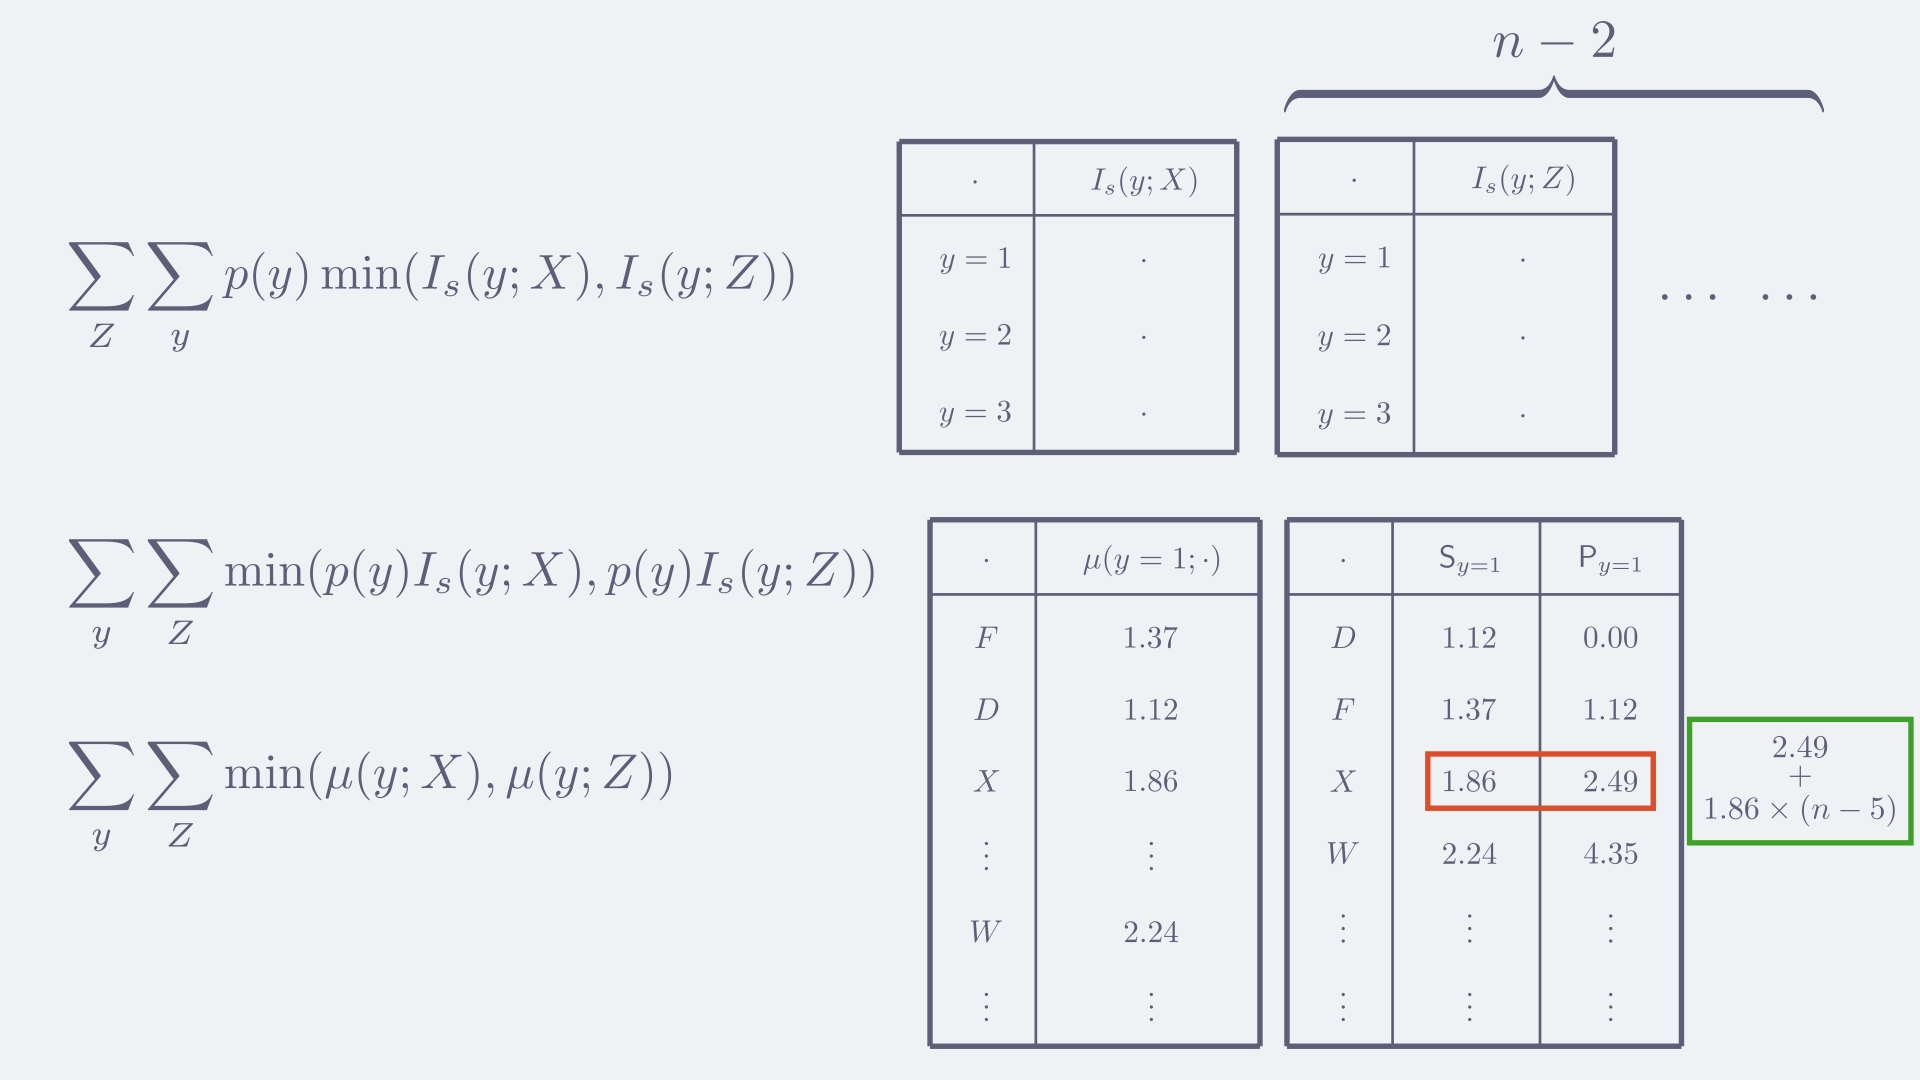 n − 2
∑_Z ∑_y p(y) min(I_s(y; X), I_s(y; Z))
· I_s(y; X)
y = 1 ·
y = 2 ·
y = 3 ·
· I_s(y; Z)
y = 1 ·
y = 2 ·
y = 3 ·
··· ···
∑_y ∑_Z min(p(y)I_s(y; X), p(y)I_s(y; Z))
∑_y ∑_Z min(μ(y; X), μ(y; Z))
· μ(y = 1; ·)
F 1.37
D 1.12
X 1.86
⋮ ⋮
W 2.24
⋮ ⋮
· S_{y=1} P_{y=1}
D 1.12 0.00
F 1.37 1.12
X 1.86 2.49
W 2.24 4.35
⋮ ⋮ ⋮
⋮ ⋮ ⋮
2.49
+
1.86 × (n − 5)